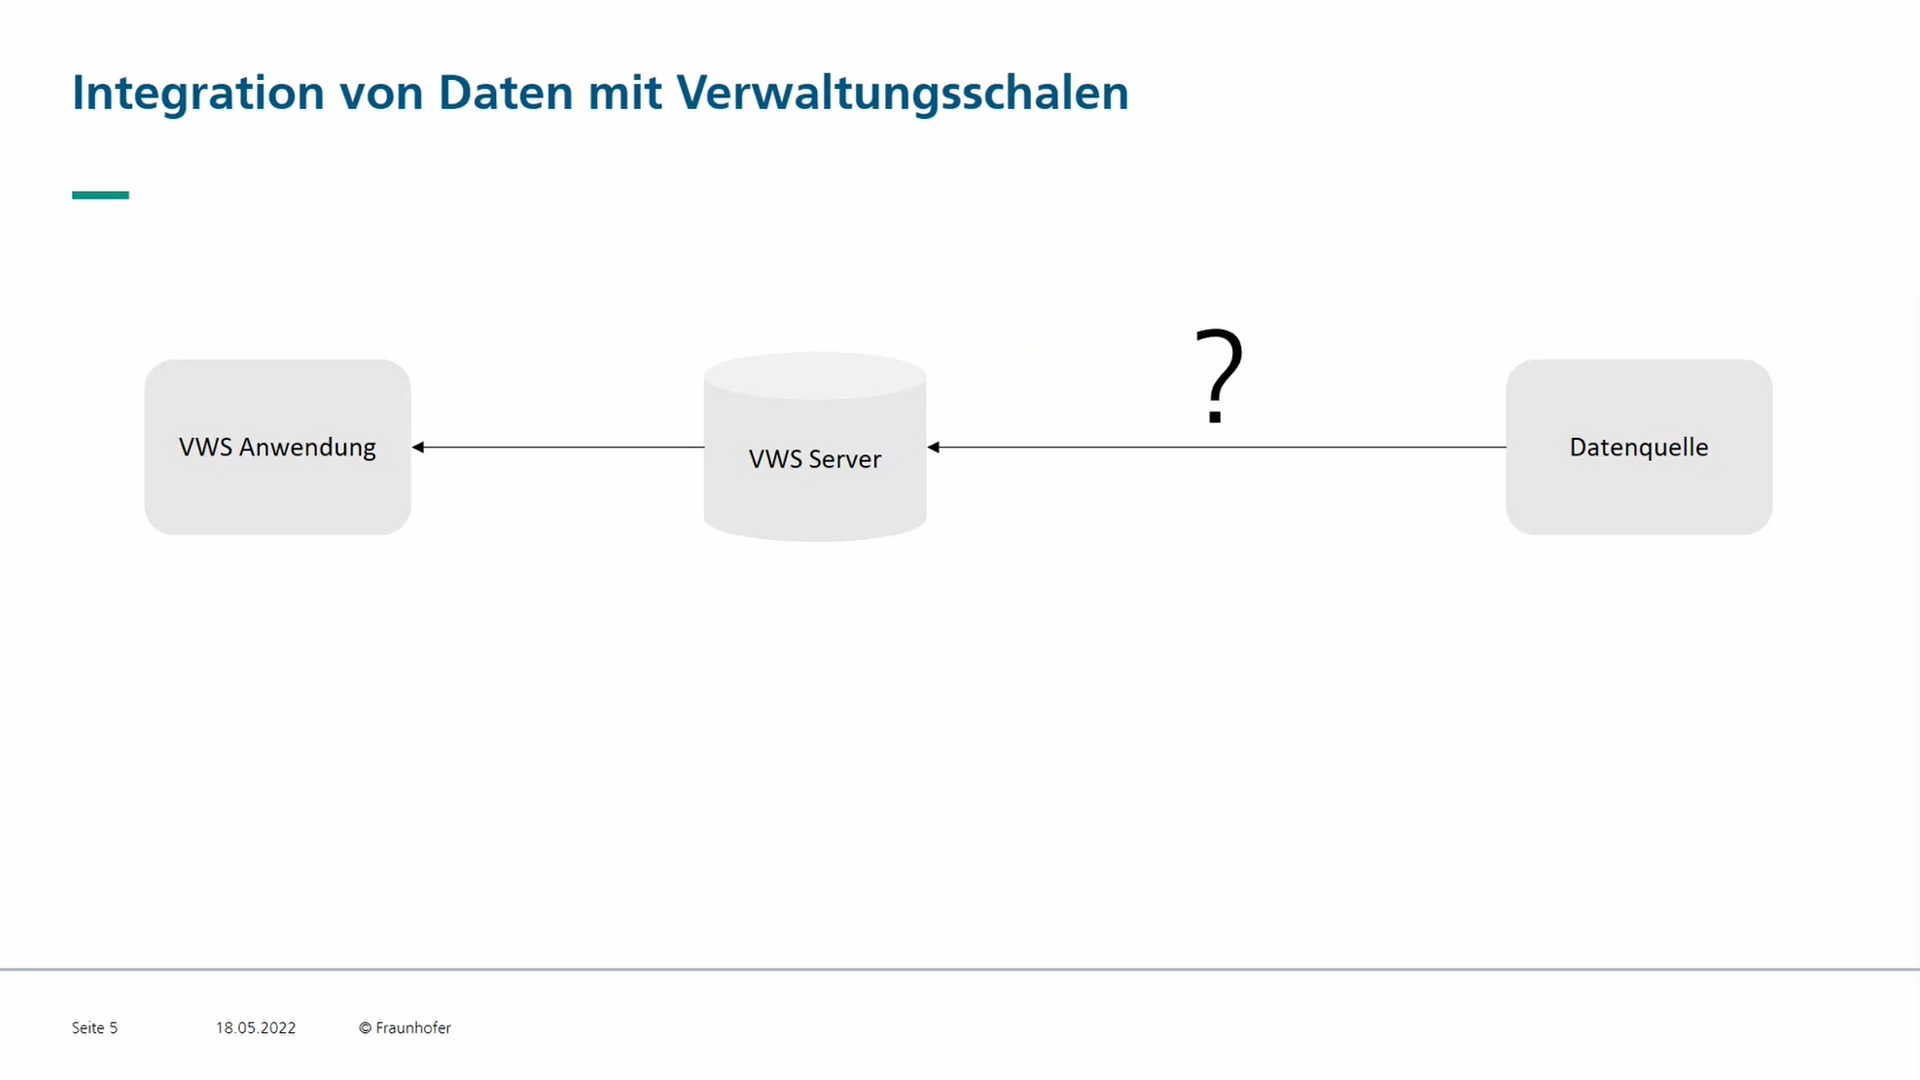 Integration von Daten mit Verwaltungsschalen
?
VWS Anwendung
VWS Server
Datenquelle
Seite 5 18.05.2022 © Fraunhofer